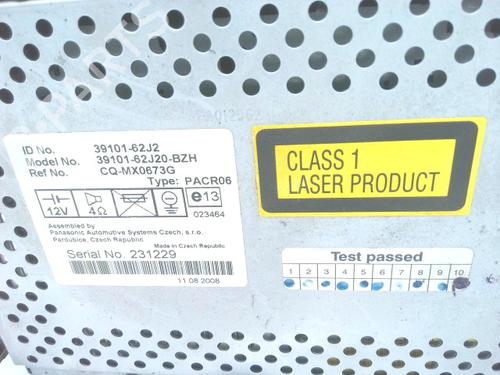 ID No. 39101-62J2
Model No. 39101-62J20-BZH
Ref No. CQ-MX0673G
Type: PACR06
12V 4Ω e13
023464
Assembled by
Panasonic Automotive Systems Czech, s.r.o.
Pardubice, Czech Republic
Made in Czech Republic
Serial No. 231229
11.08.2008
CLASS 1
LASER PRODUCT
Test passed
1 2 3 4 5 6 7 8 9 10